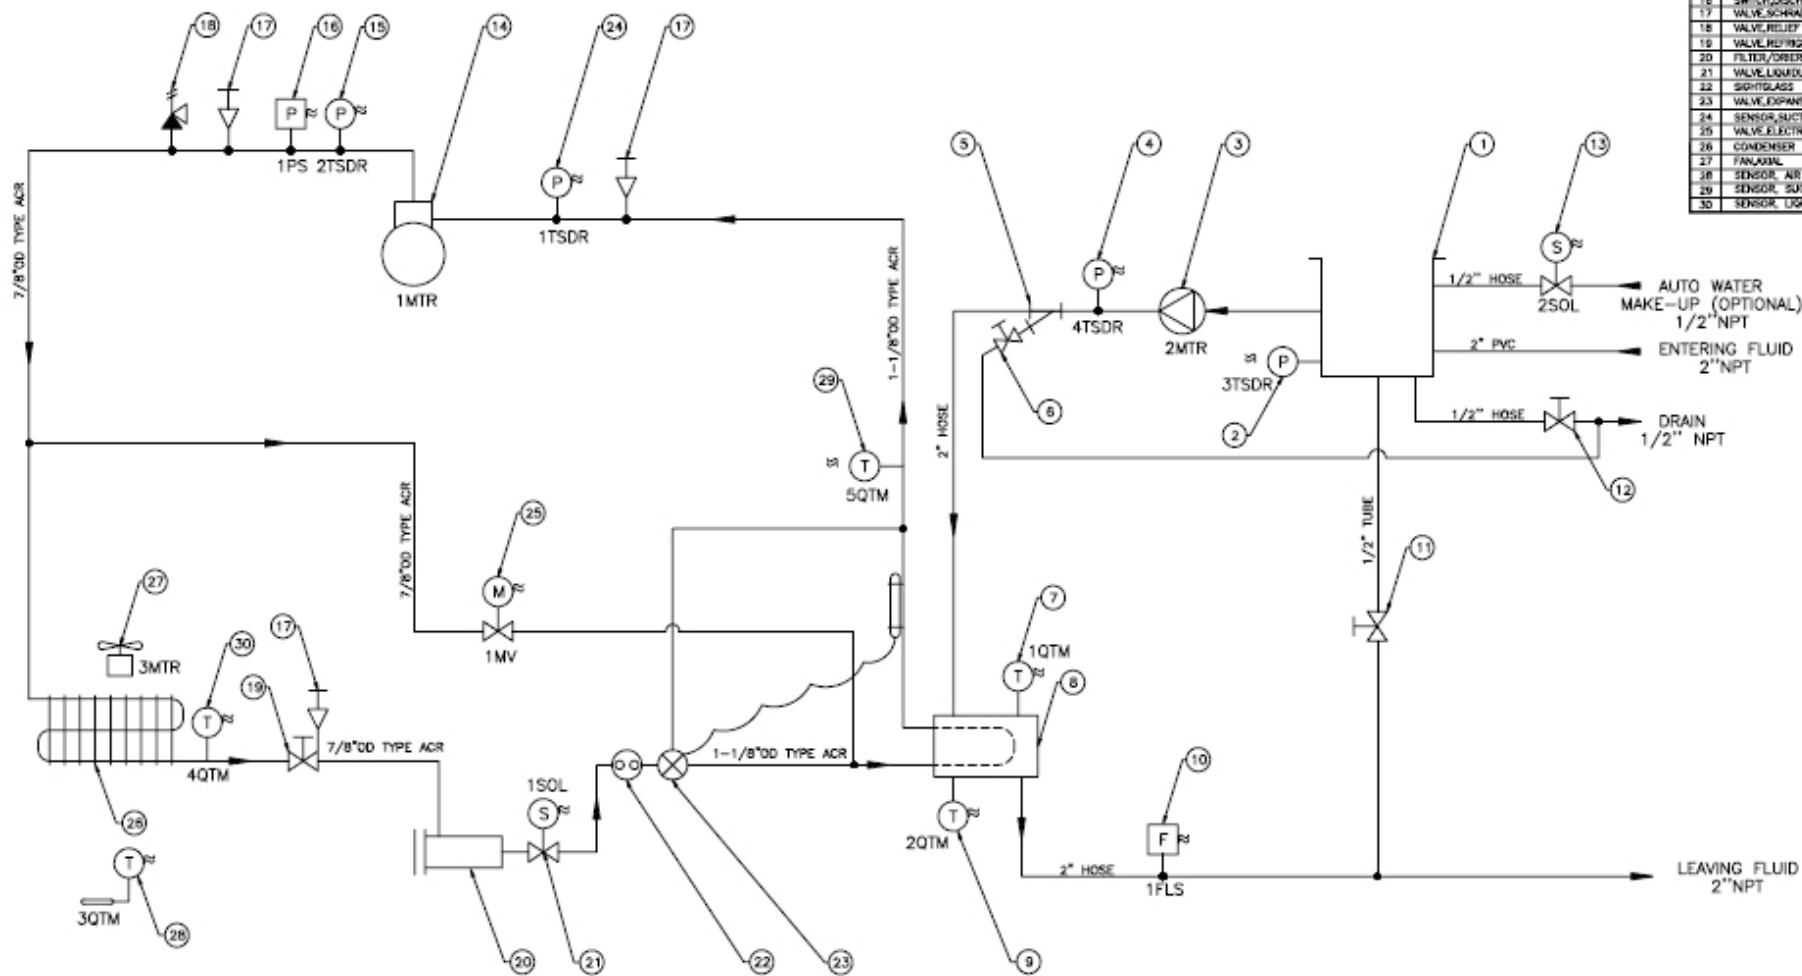 18
17
16
15
14
24
17
P
P
1PS 2TSDR
P
1TSDR
1MTR
7/8"OD TYPE ACR
1-1/8"OD TYPE ACR
17
18 VALVE,RELIEF
19
20
21
22 SIGHTGLASS
23
24
25
26 CONDENSER
27 FAN,AXIAL
28 SENSOR, AIR
29
30
5
4
3
1
13
P
4TSDR
2MTR
S
2SOL
1/2" HOSE
AUTO WATER
MAKE-UP (OPTIONAL)
1/2"NPT
2" PVC
ENTERING FLUID
2"NPT
P
3TSDR
2
6
1/2" HOSE
DRAIN
1/2" NPT
12
29
T
5QTM
2" HOSE
1/2" TUBE
11
7/8"OD TYPE ACR
25
M
1MV
27
3MTR
30
T
4QTM
19
17
7/8"OD TYPE ACR
26
T
3QTM
28
1SOL
S
1-1/8"OD TYPE ACR
20
21
22
23
7
1QTM
T
8
T
2QTM
9
10
F
1FLS
2" HOSE
LEAVING FLUID
2"NPT